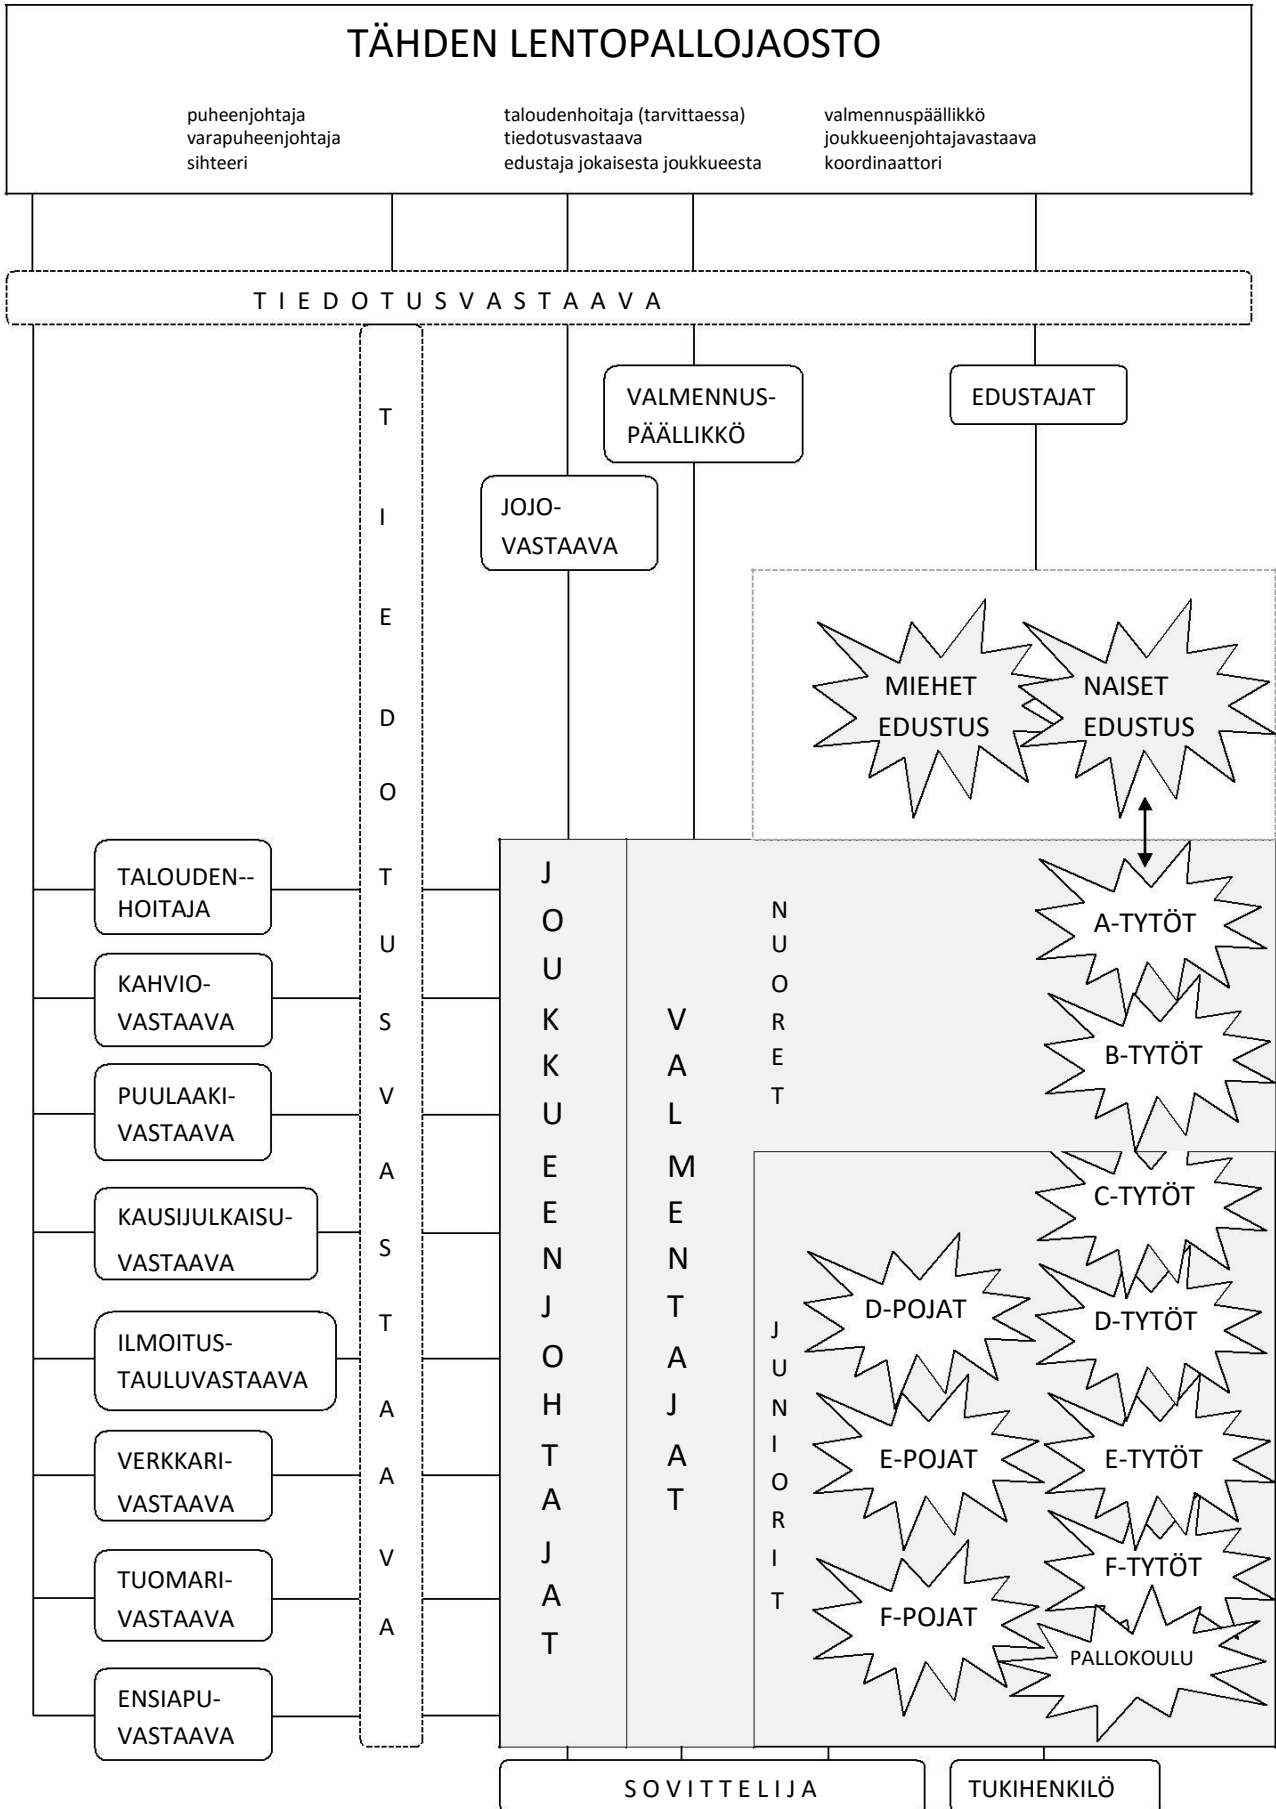 TÄHDEN LENTOPALLOJAOSTO
puheenjohtaja
varapuheenjohtaja
sihteeri
taloudenhoitaja (tarvittaessa)
tiedotusvastaava
edustaja jokaisesta joukkueesta
valmennuspäällikkö
joukkueenjohtajavastaava
koordinaattori
T I E D O T U S V A S T A A V A
T I E D O T U S V A S T A A V A
VALMENNUS-
PÄÄLLIKKÖ
EDUSTAJAT
JOJO-
VASTAAVA
MIEHET
EDUSTUS
NAISET
EDUSTUS
TALOUDEN--
HOITAJA
KAHVIO-
VASTAAVA
PUULAAKI-
VASTAAVA
KAUSIJULKAISU-
VASTAAVA
ILMOITUS-
TAULUVASTAAVA
VERKKARI-
VASTAAVA
TUOMARI-
VASTAAVA
ENSIAPU-
VASTAAVA
J O U K K U E E N J O H T A J A T
V A L M E N T A J A T
N U O R E T
A-TYTÖT
B-TYTÖT
J U N I O R I T
C-TYTÖT
D-POJAT
D-TYTÖT
E-POJAT
E-TYTÖT
F-POJAT
F-TYTÖT
PALLOKOULU
S O V I T T E L I J A
TUKIHENKILÖ